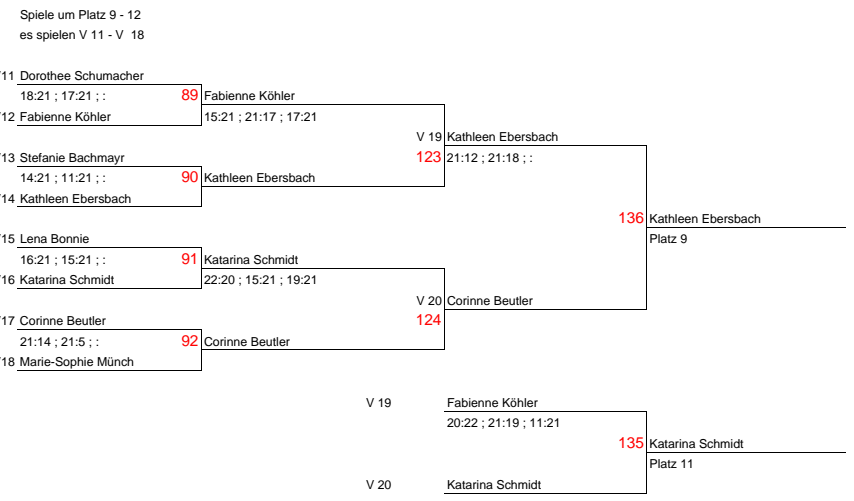 Spiele um Platz 9 - 12
es spielen V 11 - V 18
11 Dorothee Schumacher
18:21 ; 17:21 ; : 89 Fabienne Köhler
12 Fabienne Köhler 15:21 ; 21:17 ; 17:21
V 19 Kathleen Ebersbach
13 Stefanie Bachmayr 123 21:12 ; 21:18 ; :
14:21 ; 11:21 ; : 90 Kathleen Ebersbach
14 Kathleen Ebersbach
136 Kathleen Ebersbach
15 Lena Bonnie Platz 9
16:21 ; 15:21 ; : 91 Katarina Schmidt
16 Katarina Schmidt 22:20 ; 15:21 ; 19:21
V 20 Corinne Beutler
17 Corinne Beutler 124
21:14 ; 21:5 ; : 92 Corinne Beutler
18 Marie-Sophie Münch
V 19 Fabienne Köhler
20:22 ; 21:19 ; 11:21
135 Katarina Schmidt
Platz 11
V 20 Katarina Schmidt